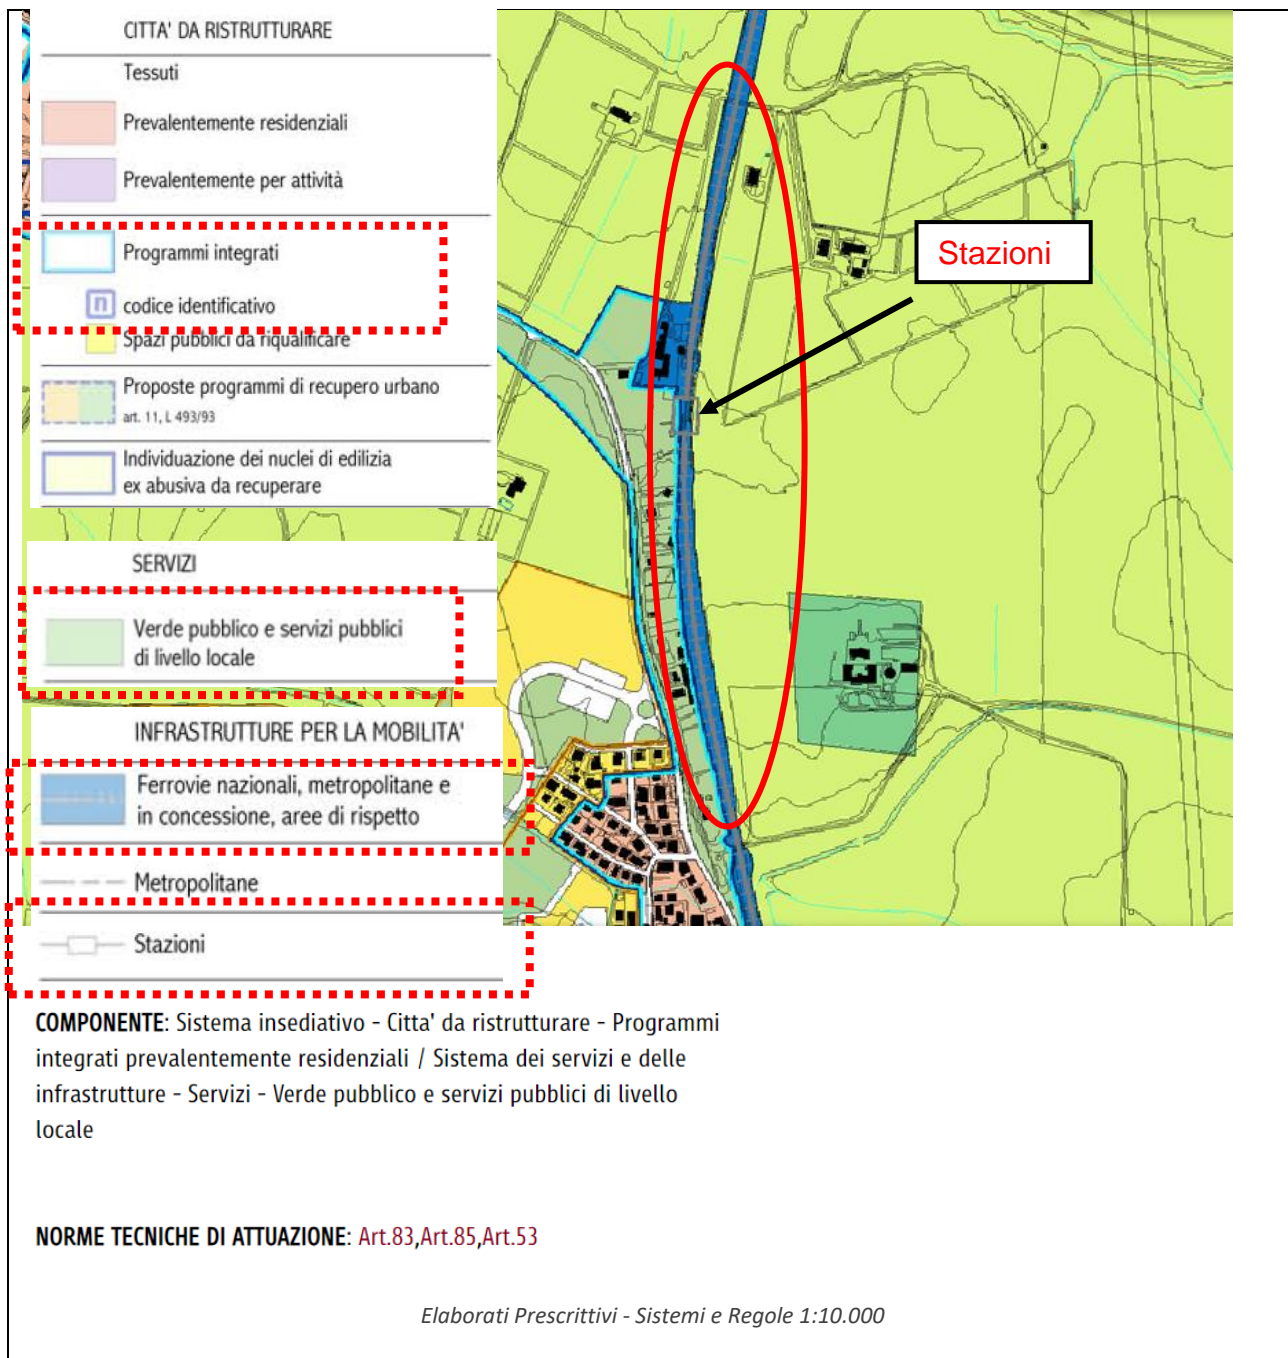 CITTA' DA RISTRUTTURARE
Tessuti
Prevalentemente residenziali
Prevalentemente per attività
Programmi integrati
n codice identificativo
Spazi pubblici da riqualificare
Proposte programmi di recupero urbano
art. 11, L 493/93
Individuazione dei nuclei di edilizia
ex abusiva da recuperare
Stazioni
SERVIZI
Verde pubblico e servizi pubblici
di livello locale
INFRASTRUTTURE PER LA MOBILITA'
Ferrovie nazionali, metropolitane e
in concessione, aree di rispetto
Metropolitane
Stazioni
COMPONENTE: Sistema insediativo - Citta' da ristrutturare - Programmi
integrati prevalentemente residenziali / Sistema dei servizi e delle
infrastrutture - Servizi - Verde pubblico e servizi pubblici di livello
locale
NORME TECNICHE DI ATTUAZIONE: Art.83,Art.85,Art.53
Elaborati Prescrittivi - Sistemi e Regole 1:10.000